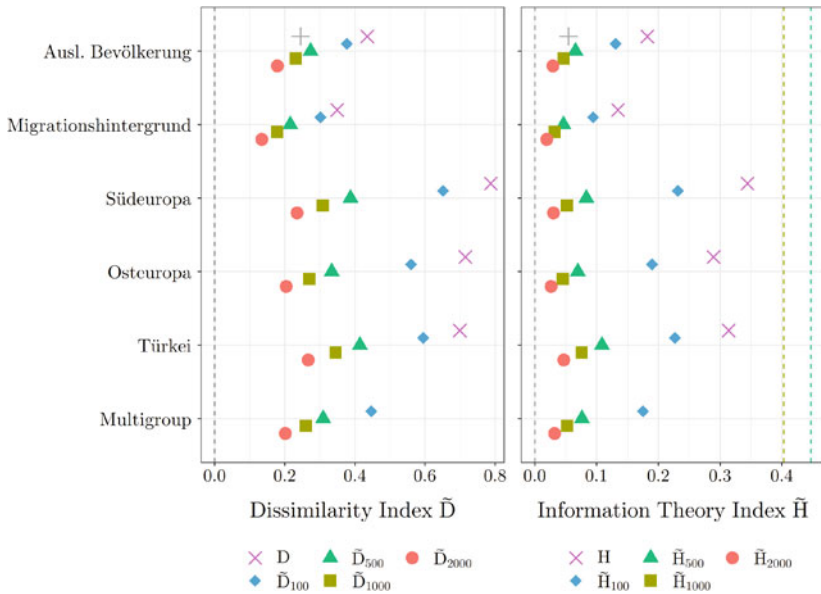 Ausl. Bevölkerung
Migrationshintergrund
Südeuropa
Osteuropa
Türkei
Multigroup
0.0 0.2 0.4 0.6 0.8
0.0 0.1 0.2 0.3 0.4
Dissimilarity Index D̃
Information Theory Index H̃
D D̃₅₀₀ D̃₂₀₀₀
D̃₁₀₀ D̃₁₀₀₀
H H̃₅₀₀ H̃₂₀₀₀
H̃₁₀₀ H̃₁₀₀₀